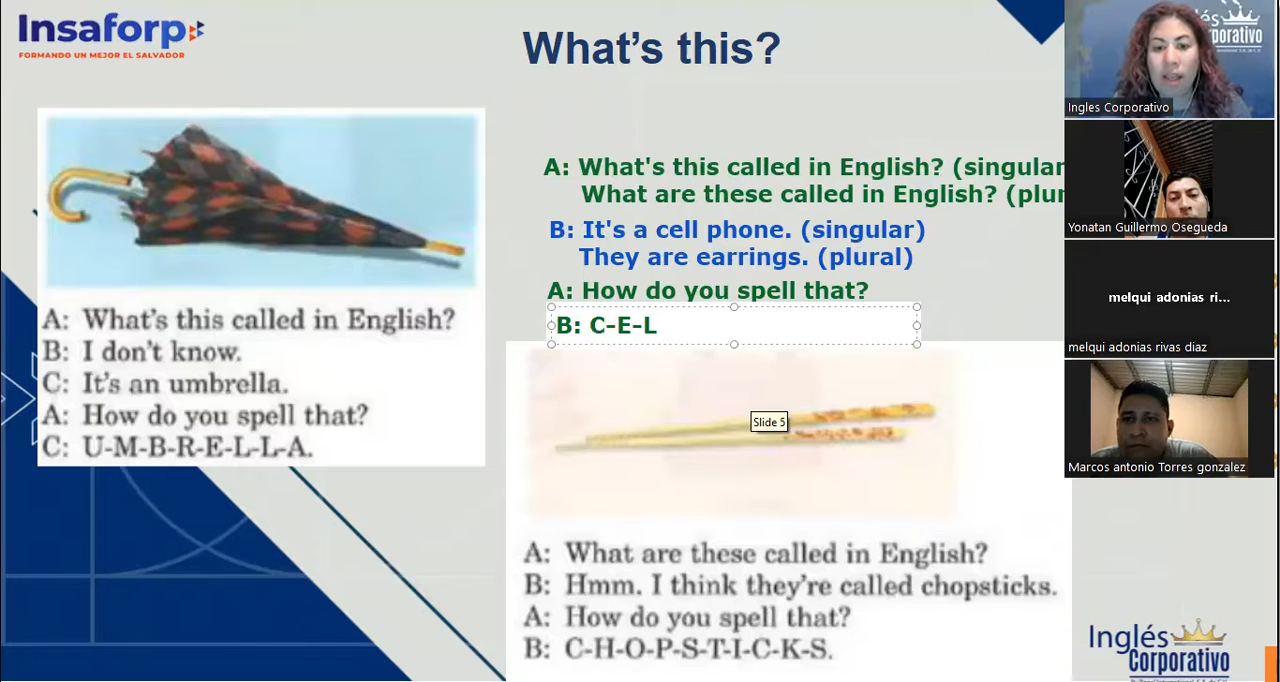 Insaforp
FORMANDO UN MEJOR EL SALVADOR
What's this?
A: What's this called in English?
B: I don't know.
C: It's an umbrella.
A: How do you spell that?
C: U-M-B-R-E-L-L-A.
A: What's this called in English? (singular
What are these called in English? (plur
B: It's a cell phone. (singular)
They are earrings. (plural)
A: How do you spell that?
B: C-E-L
Slide 5
A: What are these called in English?
B: Hmm. I think they're called chopsticks.
A: How do you spell that?
B: C-H-O-P-S-T-I-C-K-S.
Ingles Corporativo
Yonatan Guillermo Osegueda
melqui adonias ri...
melqui adonias rivas diaz
Marcos antonio Torres gonzalez
Inglés
Corporativo